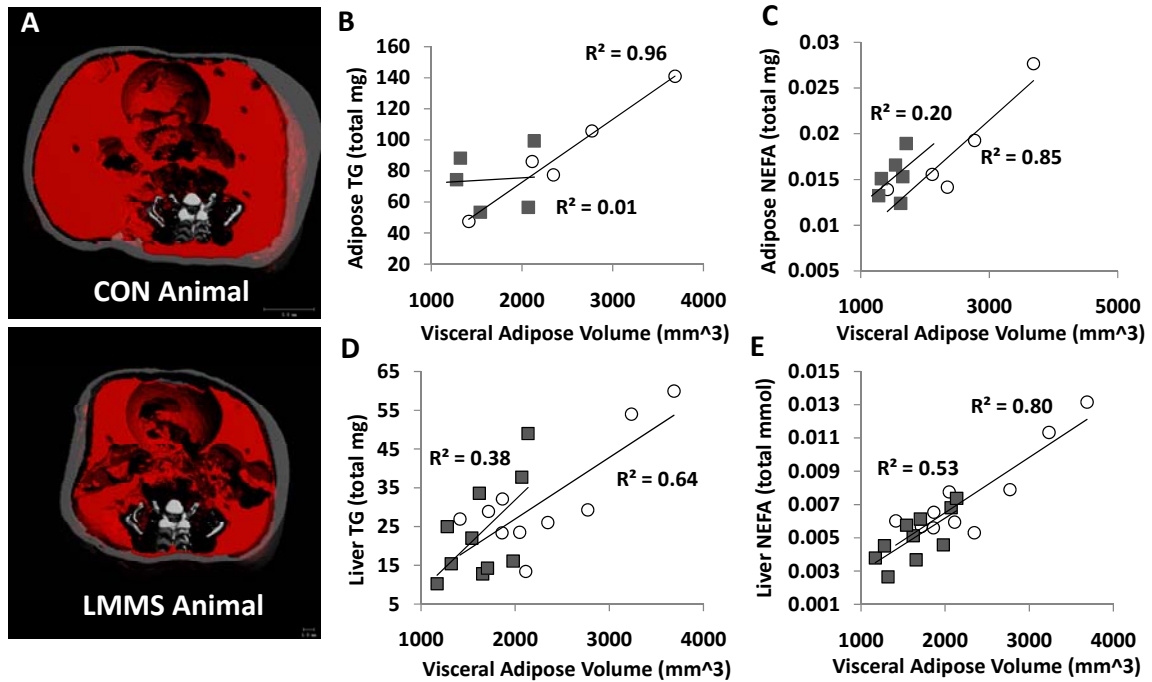 A
CON Animal
LMMS Animal
B
Adipose TG (total mg)
160
140
120
100
80
60
40
20
R² = 0.96
R² = 0.01
1000 2000 3000 4000
Visceral Adipose Volume (mm^3)
C
Adipose NEFA (total mg)
0.03
0.025
0.02
0.015
0.01
0.005
R² = 0.20
R² = 0.85
1000 3000 5000
Visceral Adipose Volume (mm^3)
D
Liver TG (total mg)
65
55
45
35
25
15
5
R² = 0.38
R² = 0.64
1000 2000 3000 4000
Visceral Adipose Volume (mm^3)
E
Liver NEFA (total mmol)
0.015
0.013
0.011
0.009
0.007
0.005
0.003
0.001
R² = 0.80
R² = 0.53
1000 2000 3000 4000
Visceral Adipose Volume (mm^3)